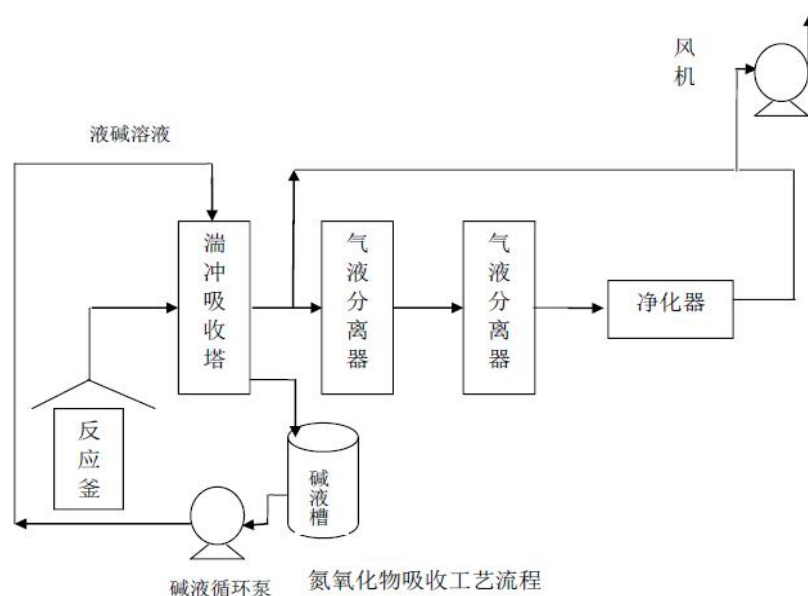 风机
液碱溶液
湍冲吸收塔
气液分离器
气液分离器
净化器
反应釜
碱液槽
碱液循环泵
氮氧化物吸收工艺流程